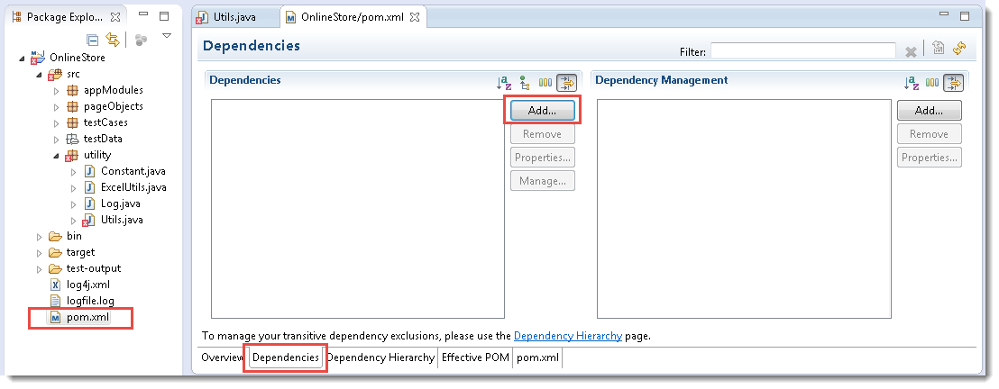 Package Explo...
OnlineStore
src
appModules
pageObjects
testCases
testData
utility
Constant.java
ExcelUtils.java
Log.java
Utils.java
bin
target
test-output
log4j.xml
logfile.log
pom.xml
Utils.java
OnlineStore/pom.xml
Dependencies
Filter:
Dependencies
Add...
Remove
Properties...
Manage...
Dependency Management
Add...
Remove
Properties...
To manage your transitive dependency exclusions, please use the Dependency Hierarchy page.
Overview Dependencies Dependency Hierarchy Effective POM pom.xml